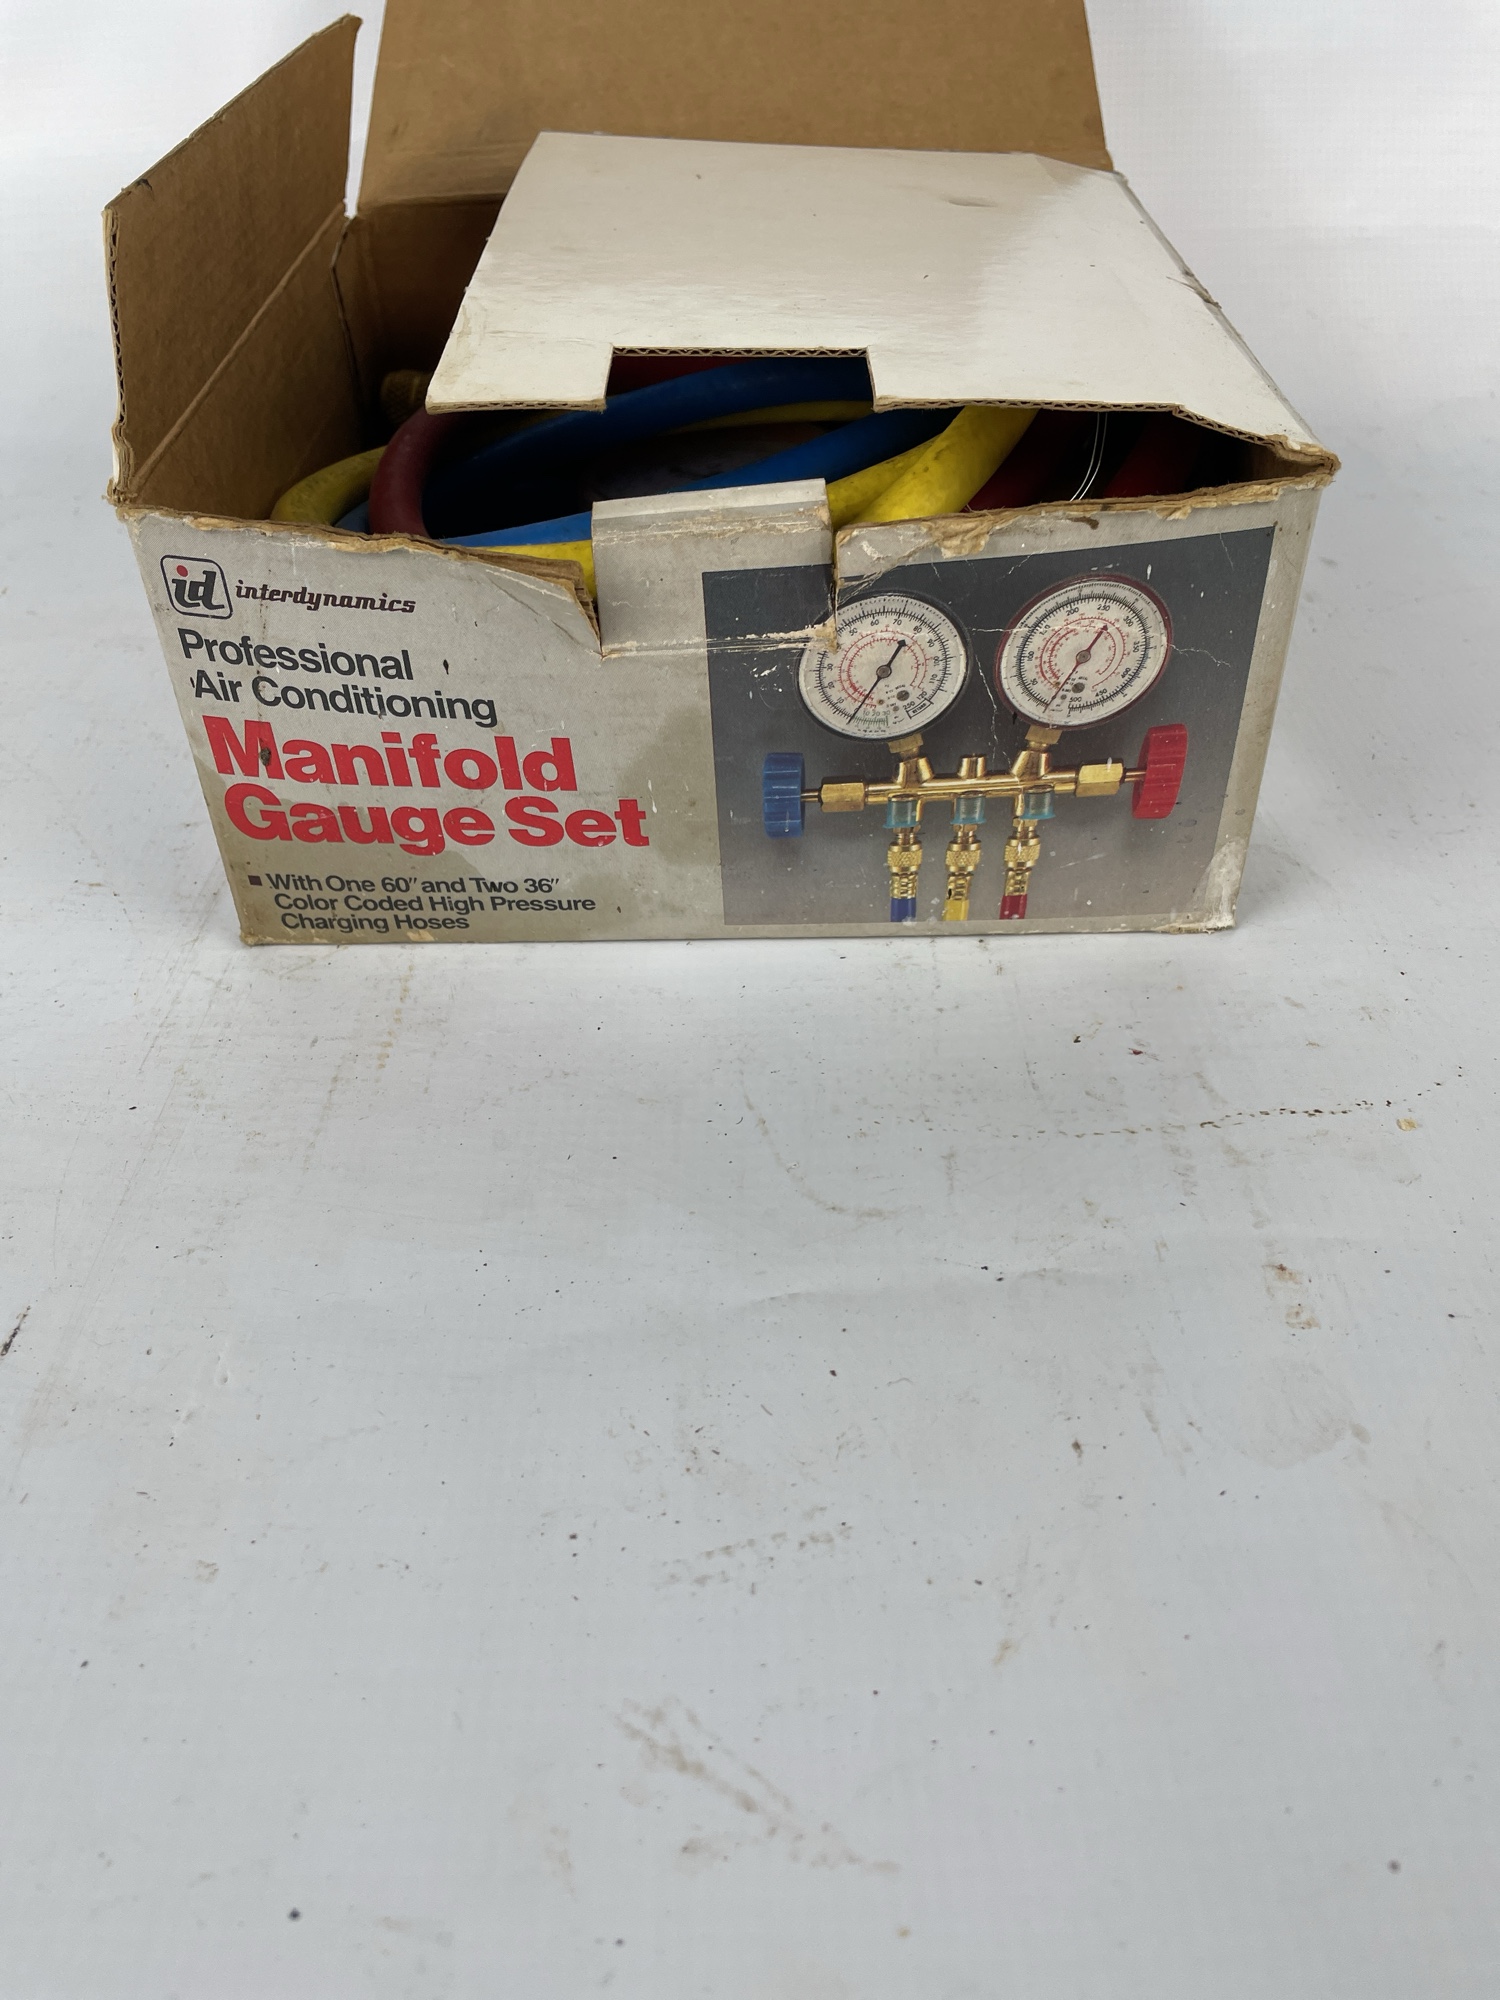 id interdynamics
Professional
Air Conditioning
Manifold
Gauge Set
■ With One 60" and Two 36"
Color Coded High Pressure
Charging Hoses